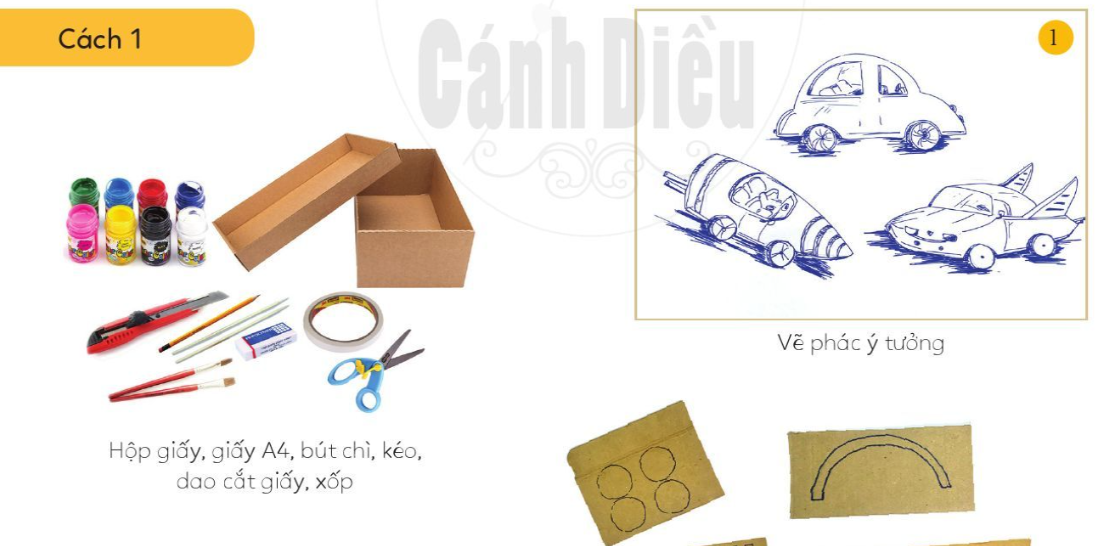 Cách 1
Cánh Diều
1
Vẽ phác ý tưởng
Hộp giấy, giấy A4, bút chì, kéo,
dao cắt giấy, xốp